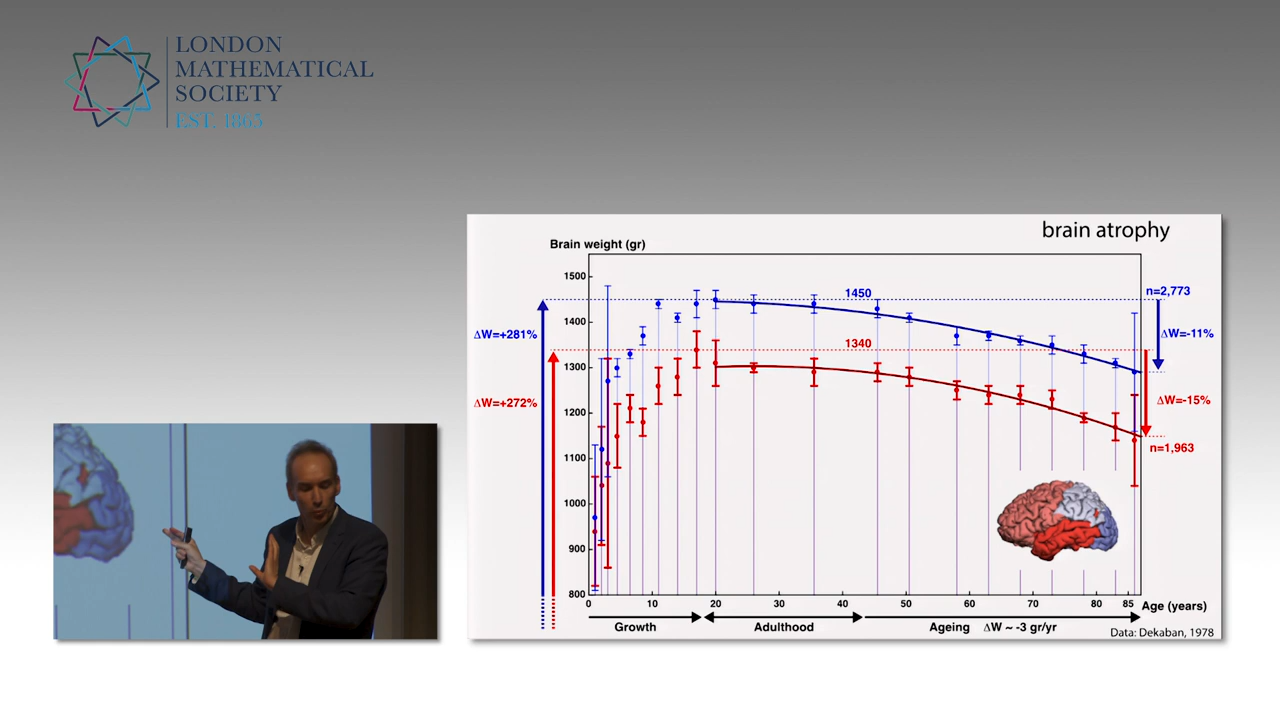 LONDON
MATHEMATICAL
SOCIETY
EST. 1865
brain atrophy
Brain weight (gr)
1500
1400
1300
1200
1100
1000
900
800
0 10 20 30 40 50 60 70 80 85
Age (years)
1450
1340
n=2,773
ΔW=-11%
ΔW=-15%
n=1,963
ΔW=+281%
ΔW=+272%
Growth
Adulthood
Ageing ΔW ~ -3 gr/yr
Data: Dekaban, 1978